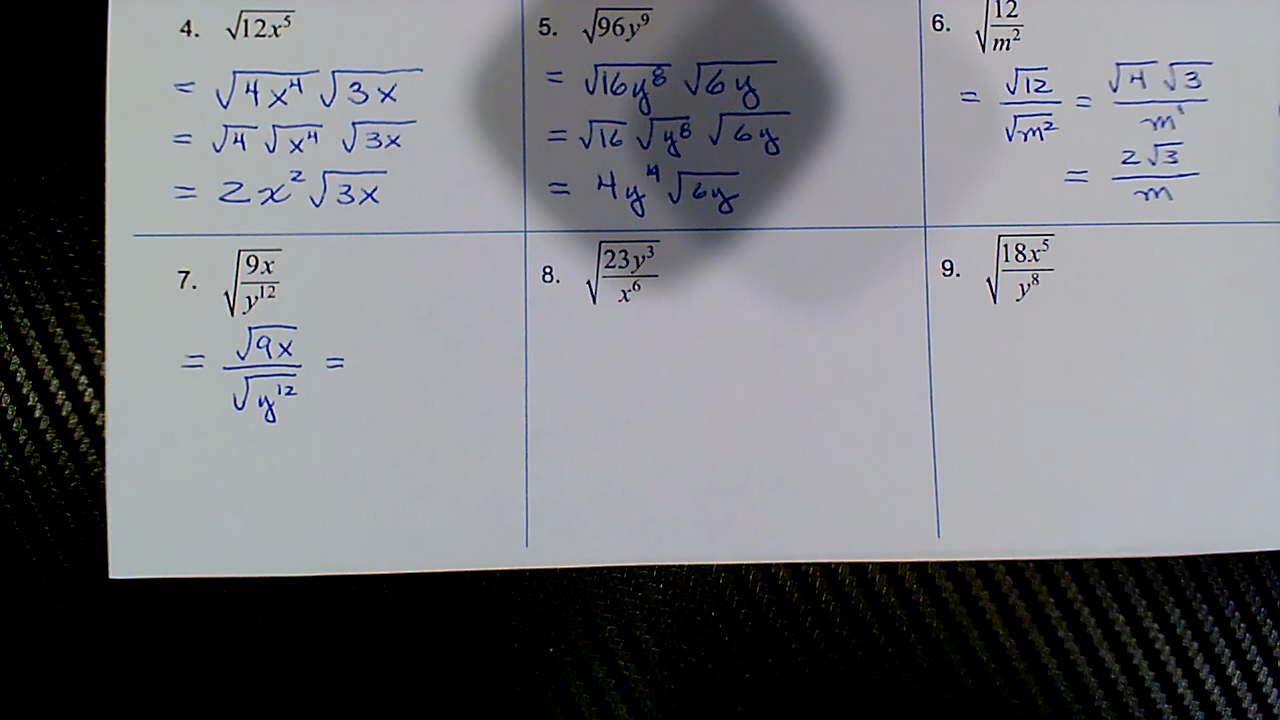 4. √12x⁵
= √4x⁴ √3x
= √4 √x⁴ √3x
= 2x²√3x
5. √96y⁹
= √16y⁸ √6y
= √16 √y⁸ √6y
= 4y⁴√6y
6. √(12/m²)
= √12/√m² = √4 √3/m¹
= 2√3/m
7. √(9x/y¹²)
= √9x/√y¹² =
8. √(23y³/x⁶)
9. √(18x⁵/y⁸)